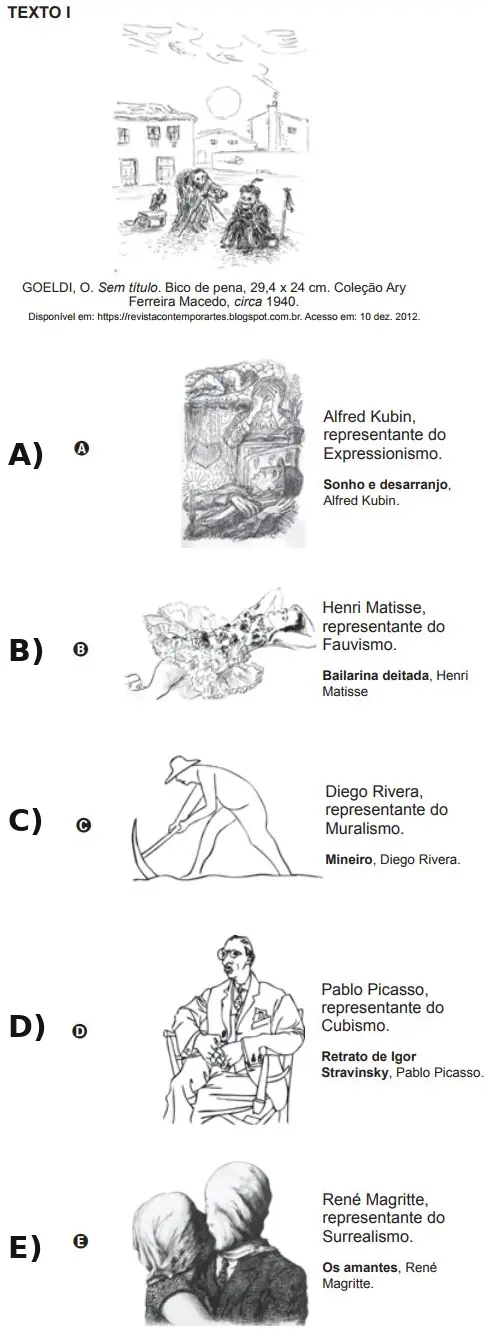 TEXTO I
GOELDI, O. Sem título. Bico de pena, 29,4 x 24 cm. Coleção Ary
Ferreira Macedo, circa 1940.
Disponível em: https://revistacontemporartes.blogspot.com.br. Acesso em: 10 dez. 2012.
A) A
Alfred Kubin,
representante do
Expressionismo.
Sonho e desarranjo,
Alfred Kubin.
B) B
Henri Matisse,
representante do
Fauvismo.
Bailarina deitada, Henri
Matisse
C) C
Diego Rivera,
representante do
Muralismo.
Mineiro, Diego Rivera.
D) D
Pablo Picasso,
representante do
Cubismo.
Retrato de Igor
Stravinsky, Pablo Picasso.
E) E
René Magritte,
representante do
Surrealismo.
Os amantes, René
Magritte.